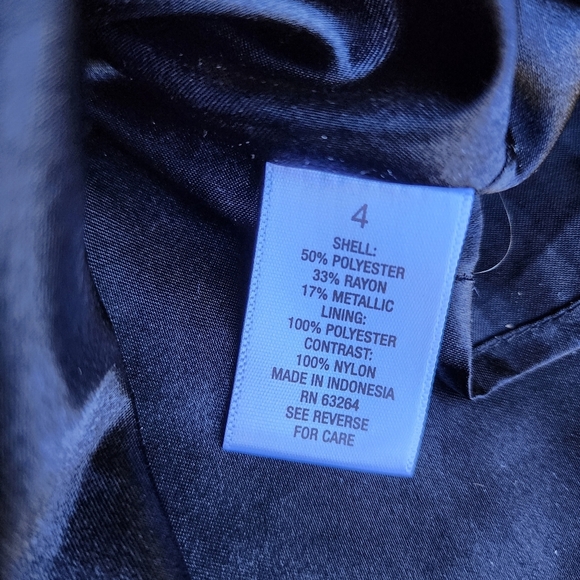 4
SHELL:
50% POLYESTER
33% RAYON
17% METALLIC
LINING:
100% POLYESTER
CONTRAST:
100% NYLON
MADE IN INDONESIA
RN 63264
SEE REVERSE
FOR CARE